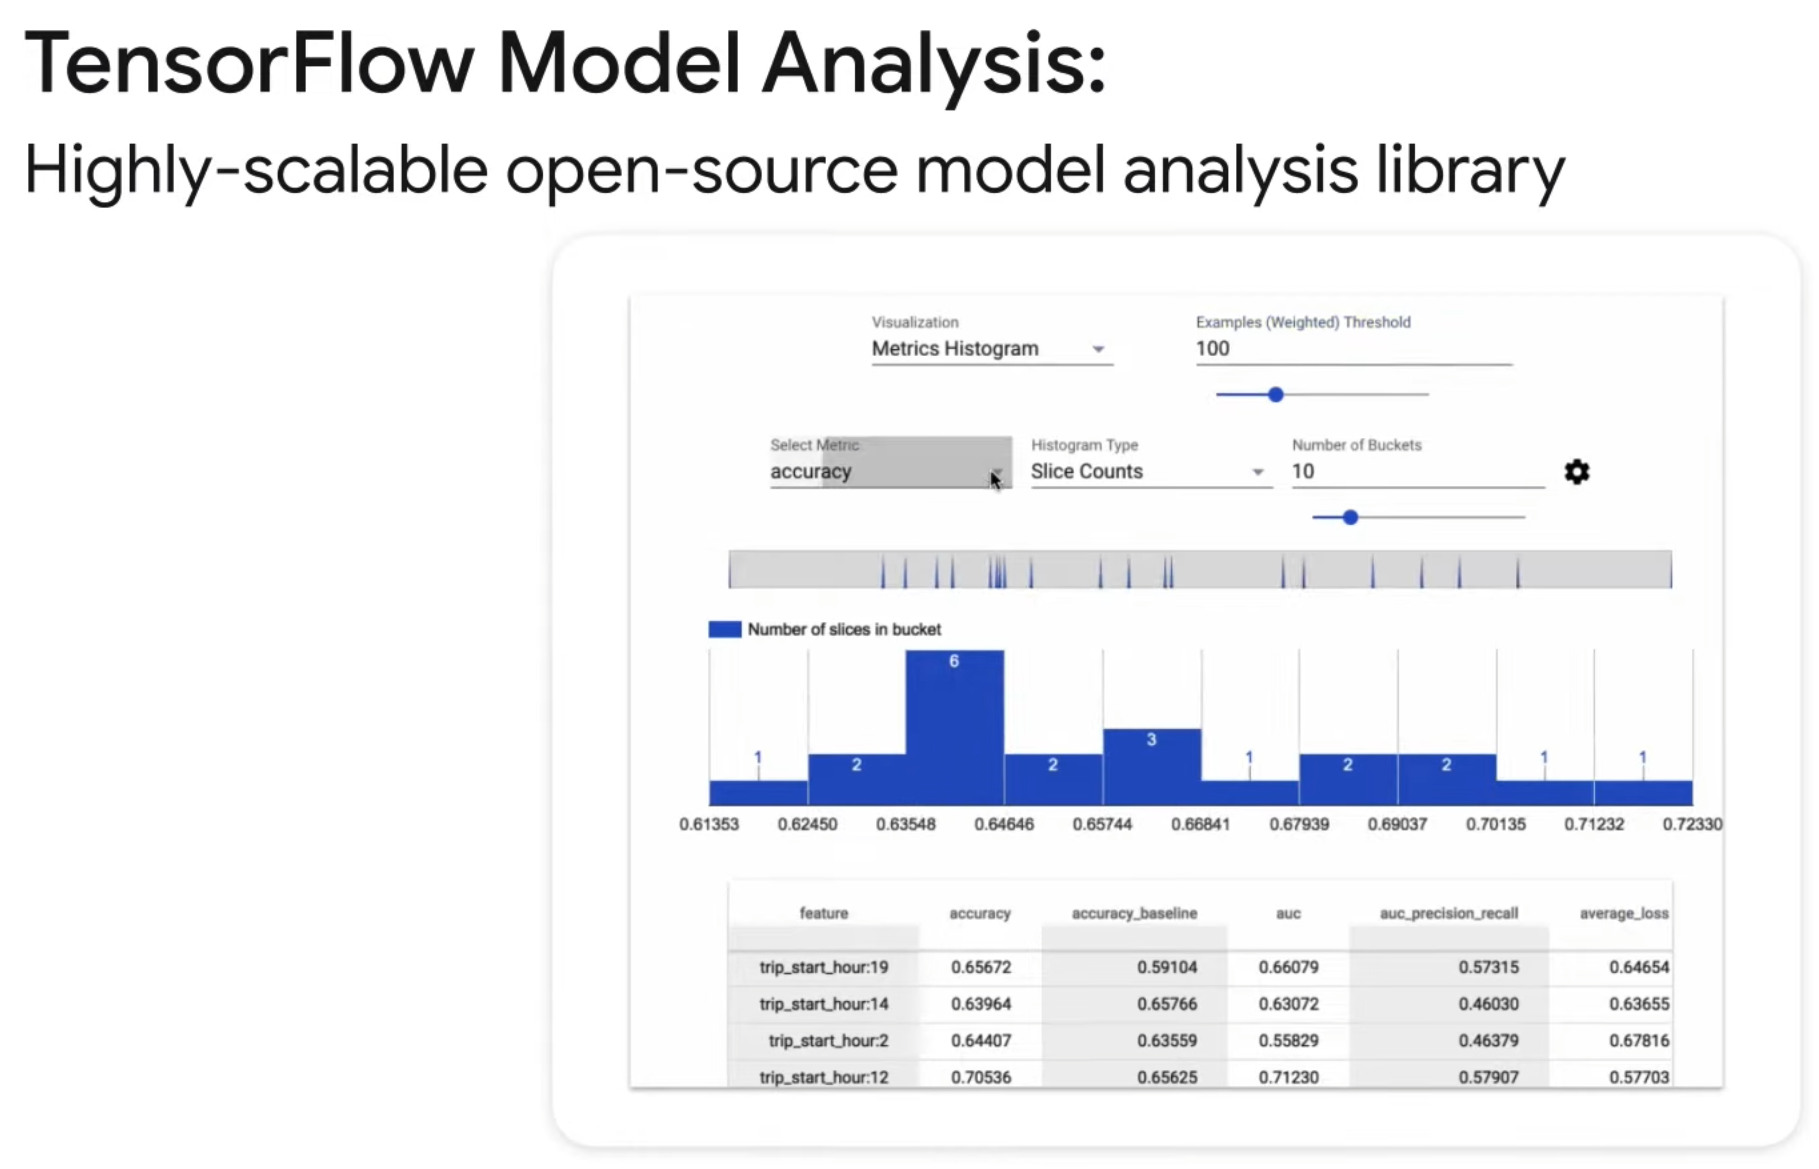 TensorFlow Model Analysis:
Highly-scalable open-source model analysis library
Visualization
Metrics Histogram
Examples (Weighted) Threshold
100
Select Metric
accuracy
Histogram Type
Slice Counts
Number of Buckets
10
Number of slices in bucket
1 2 6 2 3 1 2 2 1 1
0.61353 0.62450 0.63548 0.64646 0.65744 0.66841 0.67939 0.69037 0.70135 0.71232 0.72330
feature accuracy accuracy_baseline auc auc_precision_recall average_loss
trip_start_hour:19 0.65672 0.59104 0.66079 0.57315 0.64654
trip_start_hour:14 0.63964 0.65766 0.63072 0.46030 0.63655
trip_start_hour:2 0.64407 0.63559 0.55829 0.46379 0.67816
trip_start_hour:12 0.70536 0.65625 0.71230 0.57907 0.57703